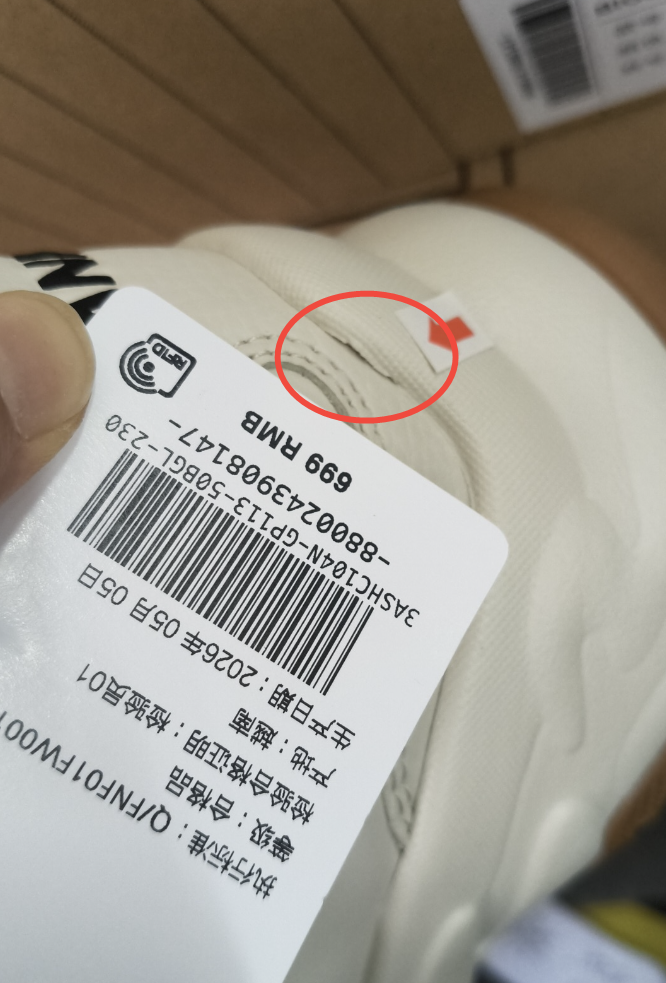 执行标准：Q/FNF01FW001
等级：合格品
检验合格证明：检验员01
产地：越南
生产日期：2026年05月05日
3ASHC104N-GP113-50BGL-230
-8800243908147-
699 RMB
RFID